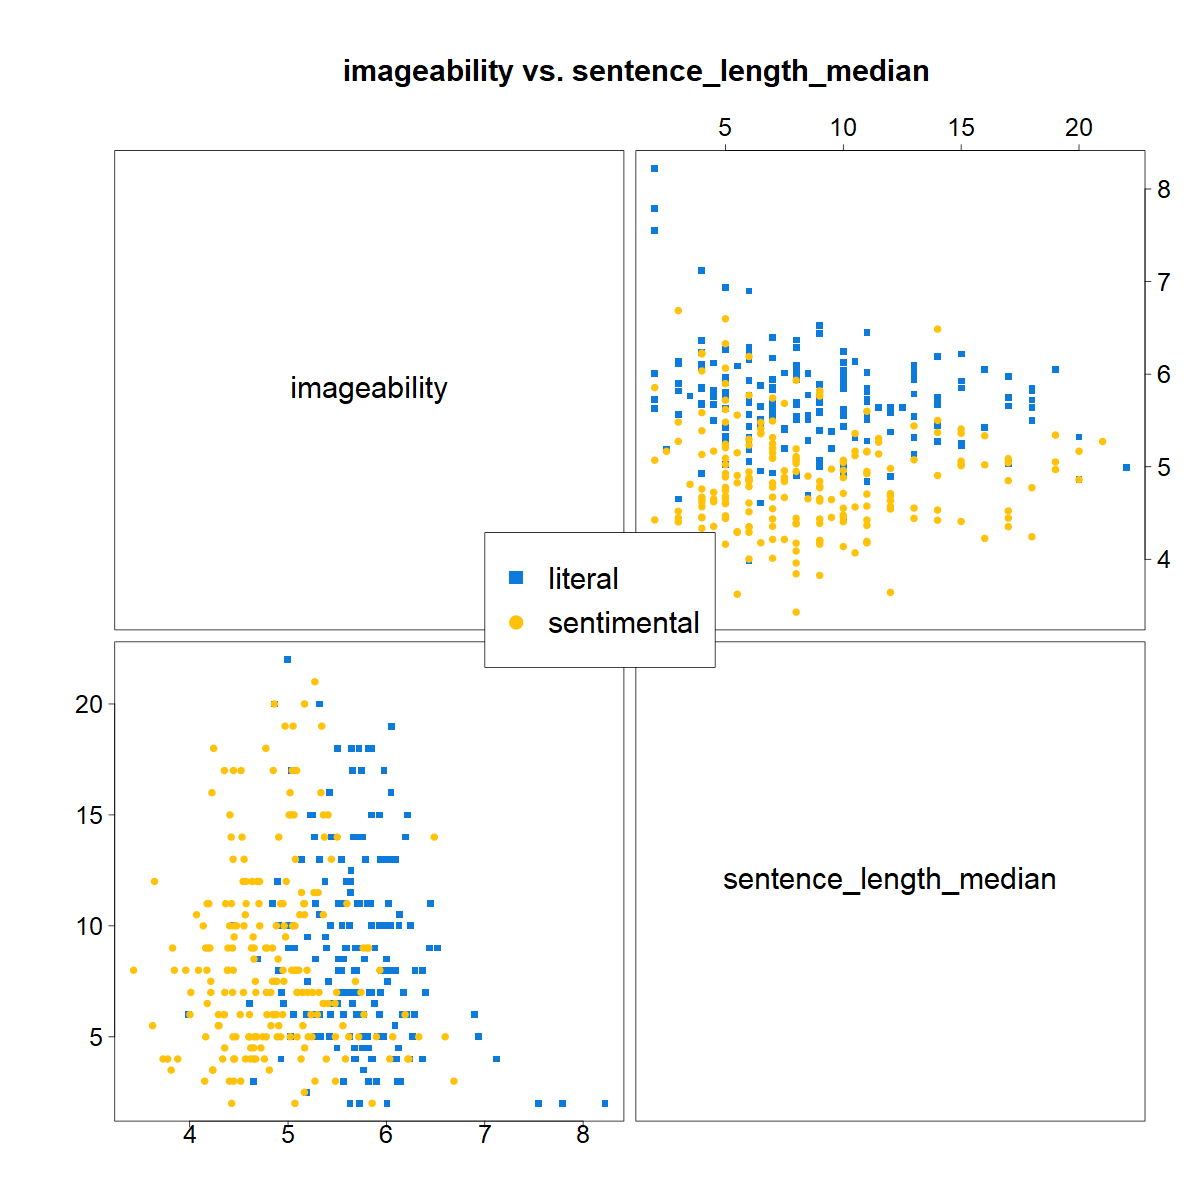 imageability vs. sentence_length_median
5 10 15 20
8
7
6
5
4
imageability
literal
sentimental
20
15
10
5
sentence_length_median
4 5 6 7 8